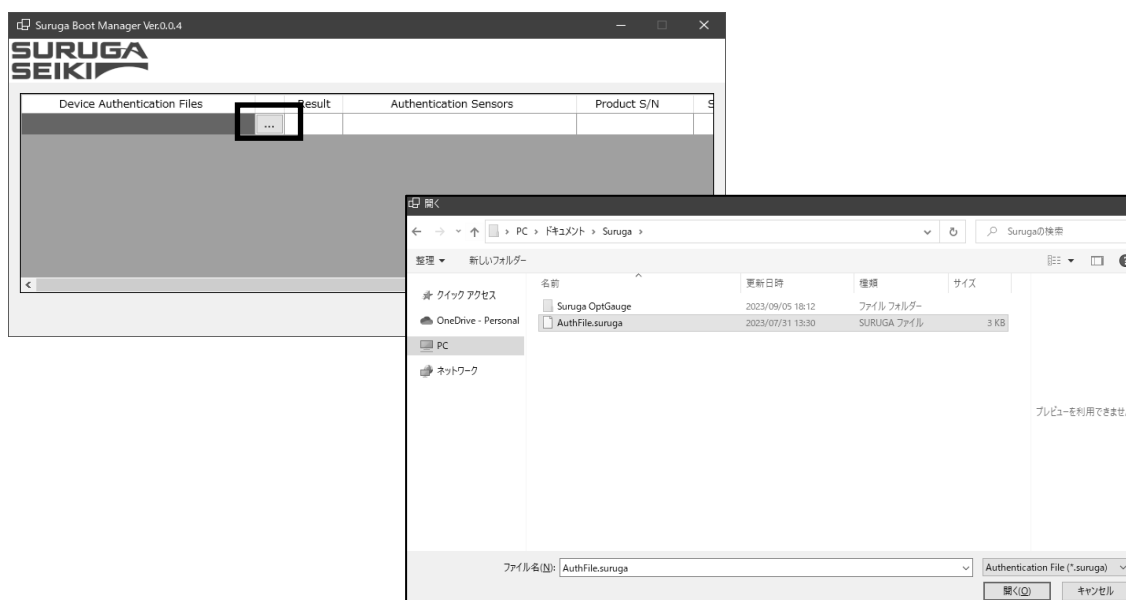 Suruga Boot Manager Ver.0.0.4
SURUGA
SEIKI
Device Authentication Files Result Authentication Sensors Product S/N S
...
開く
PC > ドキュメント > Suruga >
Surugaの検索
整理 新しいフォルダー
名前 更新日時 種類 サイズ
クイック アクセス
OneDrive - Personal
PC
ネットワーク
Suruga OptGauge 2023/09/05 18:12 ファイル フォルダー
AuthFile.suruga 2023/07/31 13:30 SURUGA ファイル 3 KB
プレビューを利用できませ
ファイル名(N): AuthFile.suruga Authentication File (*.suruga)
開く(O) キャンセル